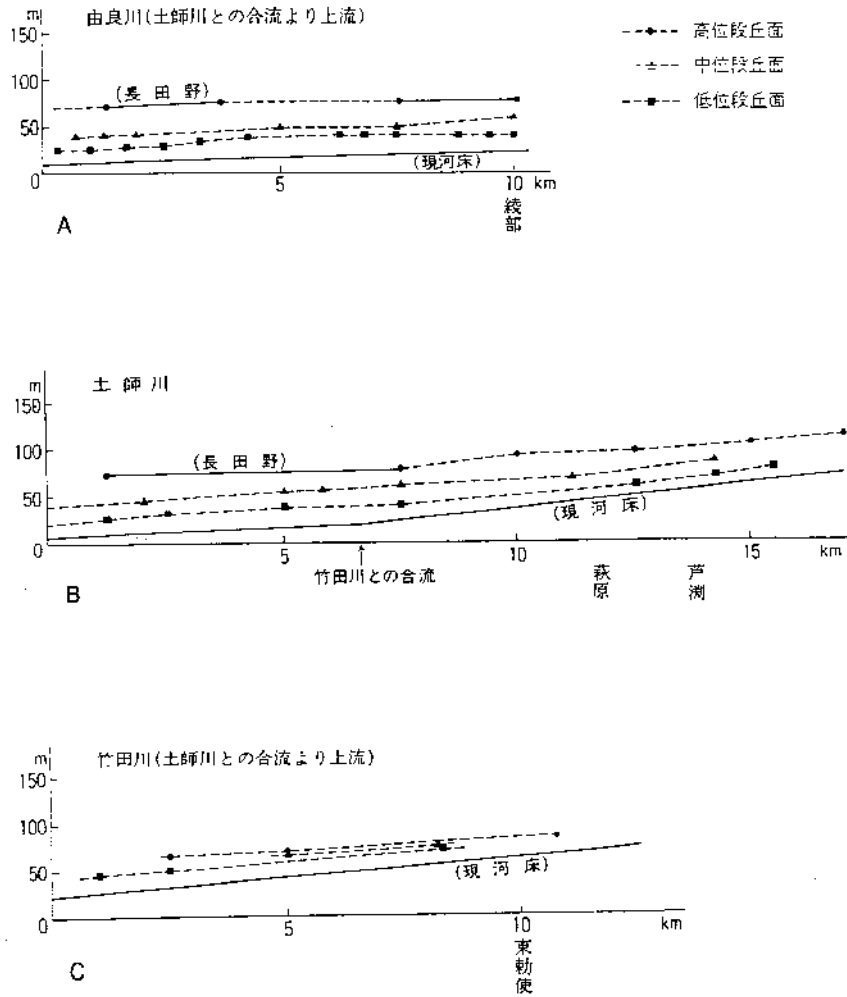 由良川(土師川との合流より上流)
m
150
100
50
0
(長田野)
(現河床)
5
10 km
綾部
A
高位段丘面
中位段丘面
低位段丘面
土師川
m
150
100
50
0
(長田野)
(現河床)
5
10
15
km
竹田川との合流
萩原
芦渕
B
竹田川(土師川との合流より上流)
m
150
100
50
0
(現河床)
5
10
km
東勅使
C